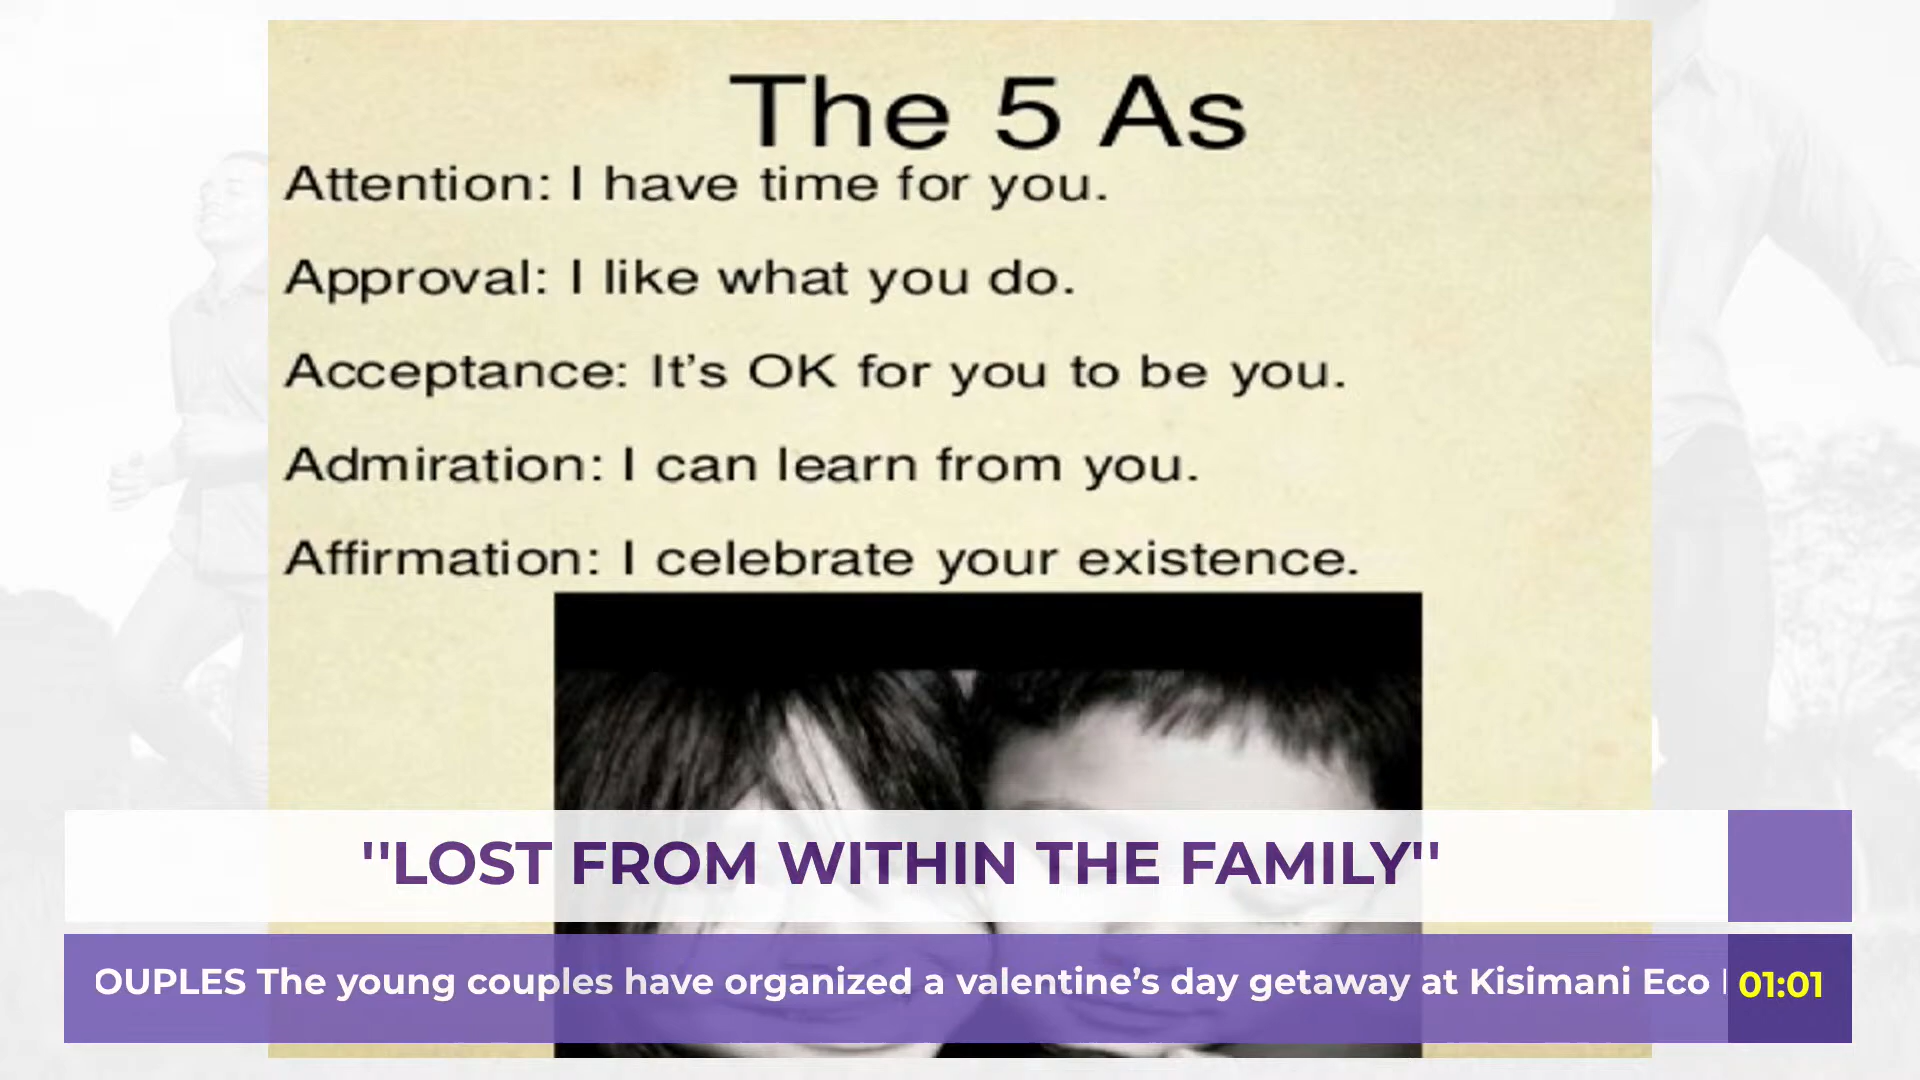 The 5 As
Attention: I have time for you.
Approval: I like what you do.
Acceptance: It's OK for you to be you.
Admiration: I can learn from you.
Affirmation: I celebrate your existence.
"LOST FROM WITHIN THE FAMILY"
The young couples have organized a valentine’s day getaway at Kisimani Eco
01:01